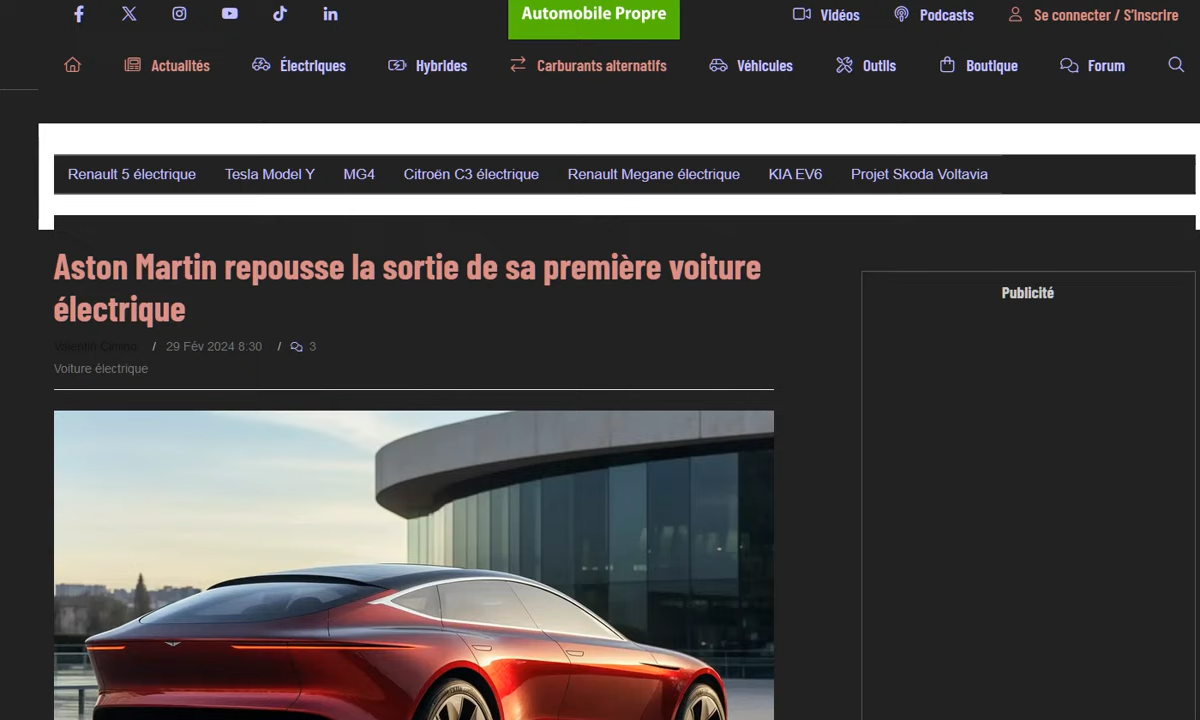 Automobile Propre
Vidéos
Podcasts
Se connecter / S'inscrire
Actualités
Électriques
Hybrides
Carburants alternatifs
Véhicules
Outils
Boutique
Forum
Renault 5 électrique
Tesla Model Y
MG4
Citroën C3 électrique
Renault Megane électrique
KIA EV6
Projet Skoda Voltavia
Aston Martin repousse la sortie de sa première voiture
électrique
Valentin Cimino / 29 Fév 2024 8:30 / 3
Voiture électrique
Publicité